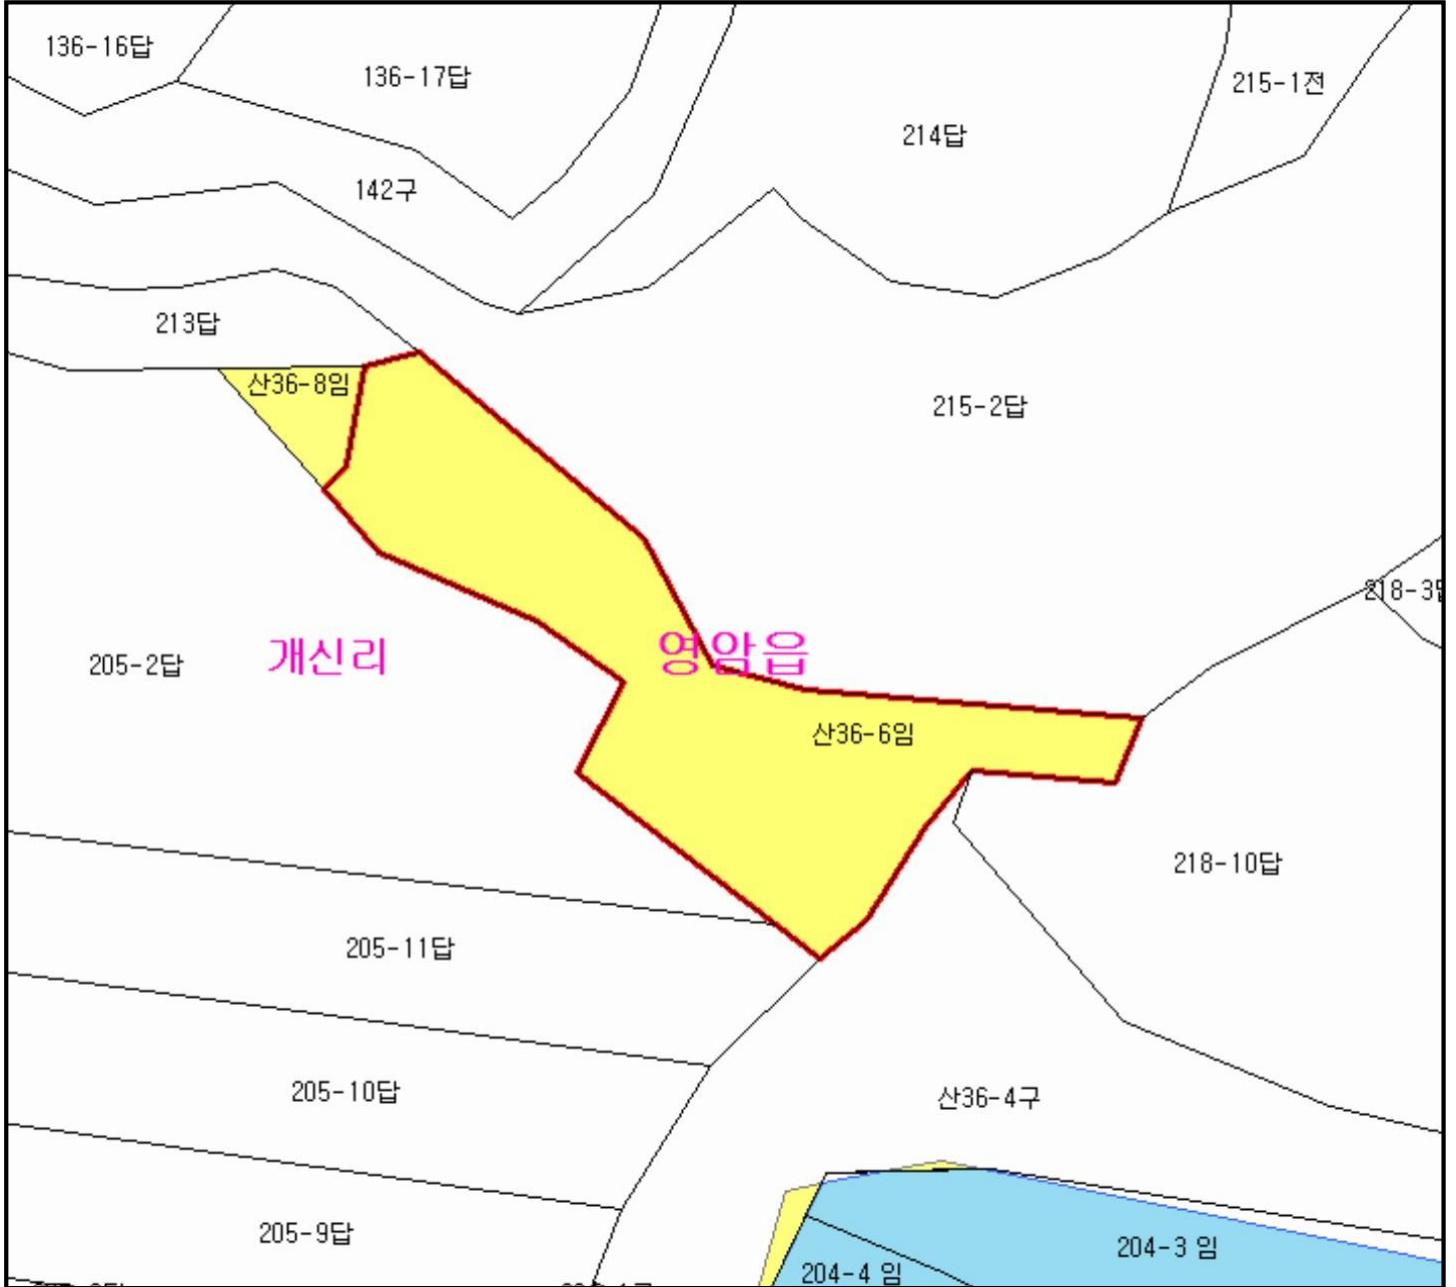 136-16답
136-17답
215-1전
214답
142구
213답
산36-8임
215-2답
218-3
205-2답
개신리
영암읍
산36-6임
218-10답
205-11답
205-10답
산36-4구
205-9답
204-3 임
204-4 임